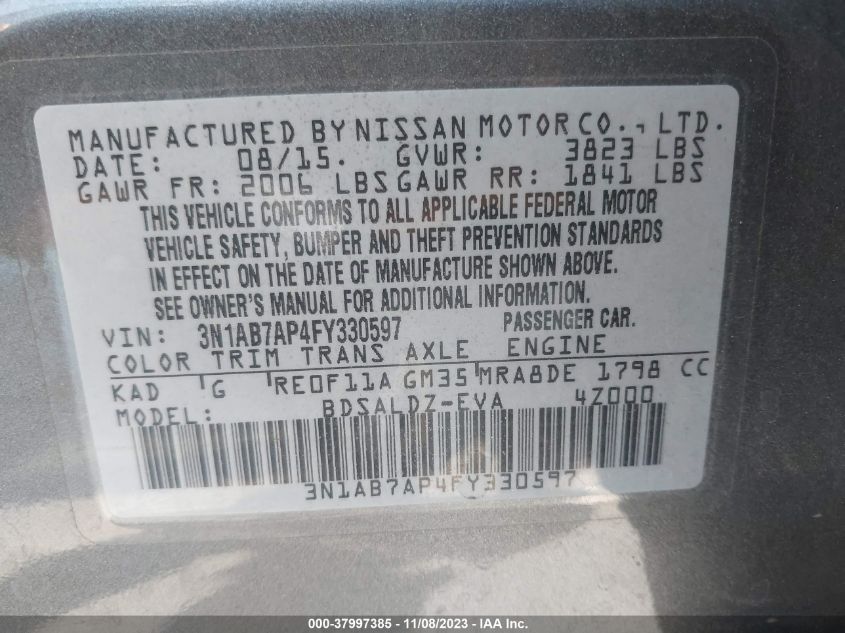 MANUFACTURED BY NISSAN MOTOR CO., LTD.
DATE: 08/15. GVWR: 3823 LBS
GAWR FR: 2006 LBS GAWR RR: 1841 LBS
THIS VEHICLE CONFORMS TO ALL APPLICABLE FEDERAL MOTOR
VEHICLE SAFETY, BUMPER AND THEFT PREVENTION STANDARDS
IN EFFECT ON THE DATE OF MANUFACTURE SHOWN ABOVE.
SEE OWNER'S MANUAL FOR ADDITIONAL INFORMATION.
VIN: 3N1AB7AP4FY330597 PASSENGER CAR.
COLOR TRIM TRANS AXLE ENGINE
KAD G RE0F11A GM35 MRA8DE 1798 CC
MODEL: BDSALDZ-EVA 4Z000
3N1AB7AP4FY330597
000-37997385 - 11/08/2023 - IAA Inc.